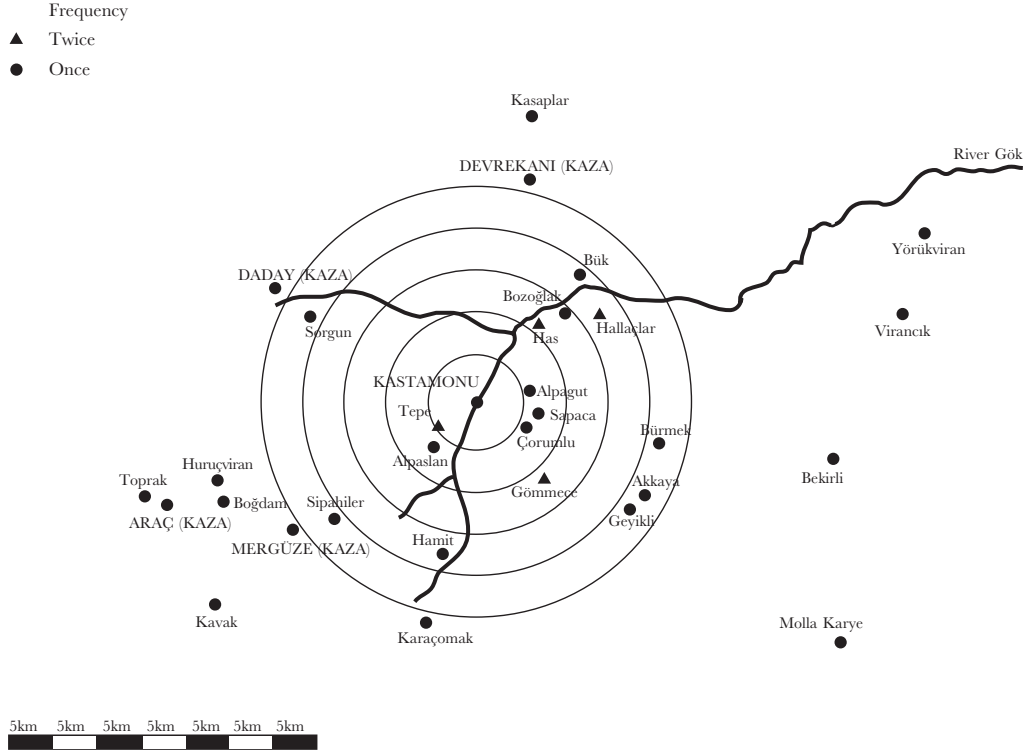 Frequency
Twice
Once
Kasaplar
River Gök
DEVREKANI (KAZA)
Yörükviran
Bük
DADAY (KAZA)
Bozoğlak
Sorgun
Has
Hallaçlar
Virancık
KASTAMONU
Alpagut
Tepe
Sapaca
Çorumlu
Bürmek
Alpaslan
Huruçviran
Toprak
Bekirli
Akkaya
Gömmece
Boğdam
Sipahiler
ARAÇ (KAZA)
Geyikli
Hamit
MERGÜZE (KAZA)
Kavak
Molla Karye
Karaçomak
5km 5km 5km 5km 5km 5km 5km